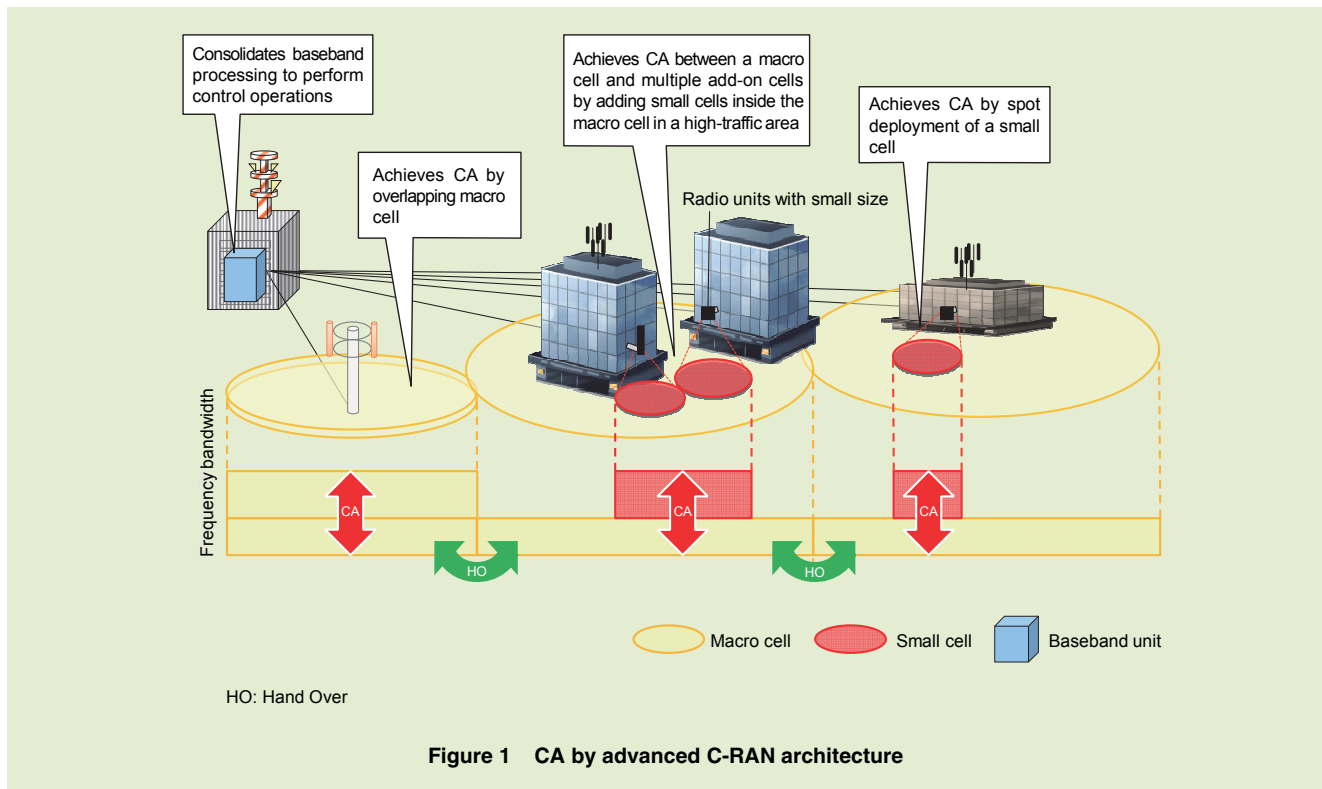 Consolidates baseband
processing to perform
control operations
Achieves CA by
overlapping macro
cell
Achieves CA between a macro
cell and multiple add-on cells
by adding small cells inside the
macro cell in a high-traffic area
Achieves CA by spot
deployment of a small
cell
Radio units with small size
Frequency bandwidth
CA
CA
CA
HO
HO
Macro cell
Small cell
Baseband unit
HO: Hand Over
Figure 1 CA by advanced C-RAN architecture